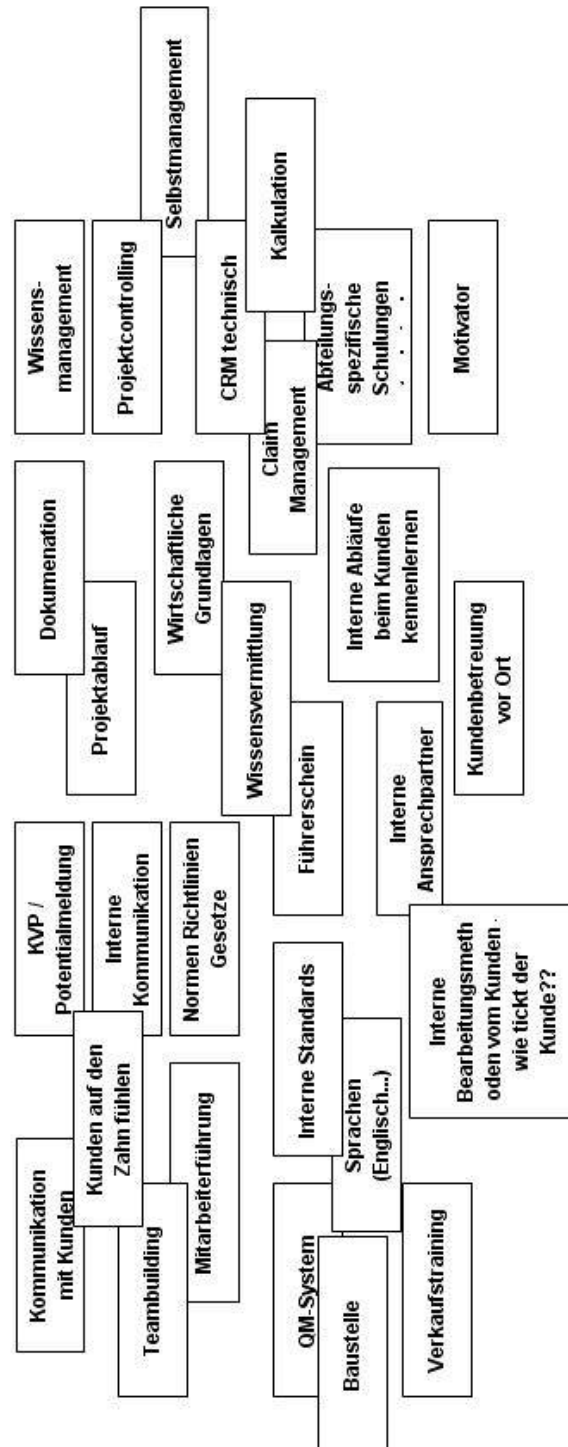 Kommunikation
mit Kunden
KVP /
Potentialmeldung
Dokumenation
Wissens-
management
Kunden auf den
Zahn fühlen
Interne
Kommunikation
Projektablauf
Projektcontrolling
Teambuilding
Mitarbeiterführung
Normen Richtlinien
Gesetze
Wirtschaftliche
Grundlagen
Selbstmanagement
Wissensvermittlung
CRM technisch
Kalkulation
QM-System
Interne Standards
Führerschein
Claim
Management
Baustelle
Sprachen
(Englisch...)
Interne Abläufe
beim Kunden
kennenlernen
Abteilungs-
spezifische
Schulungen
Verkaufstraining
Interne
Bearbeitungsmeth
oden vom Kunden
wie tickt der
Kunde??
Interne
Ansprechpartner
Kundenbetreuung
vor Ort
Motivator